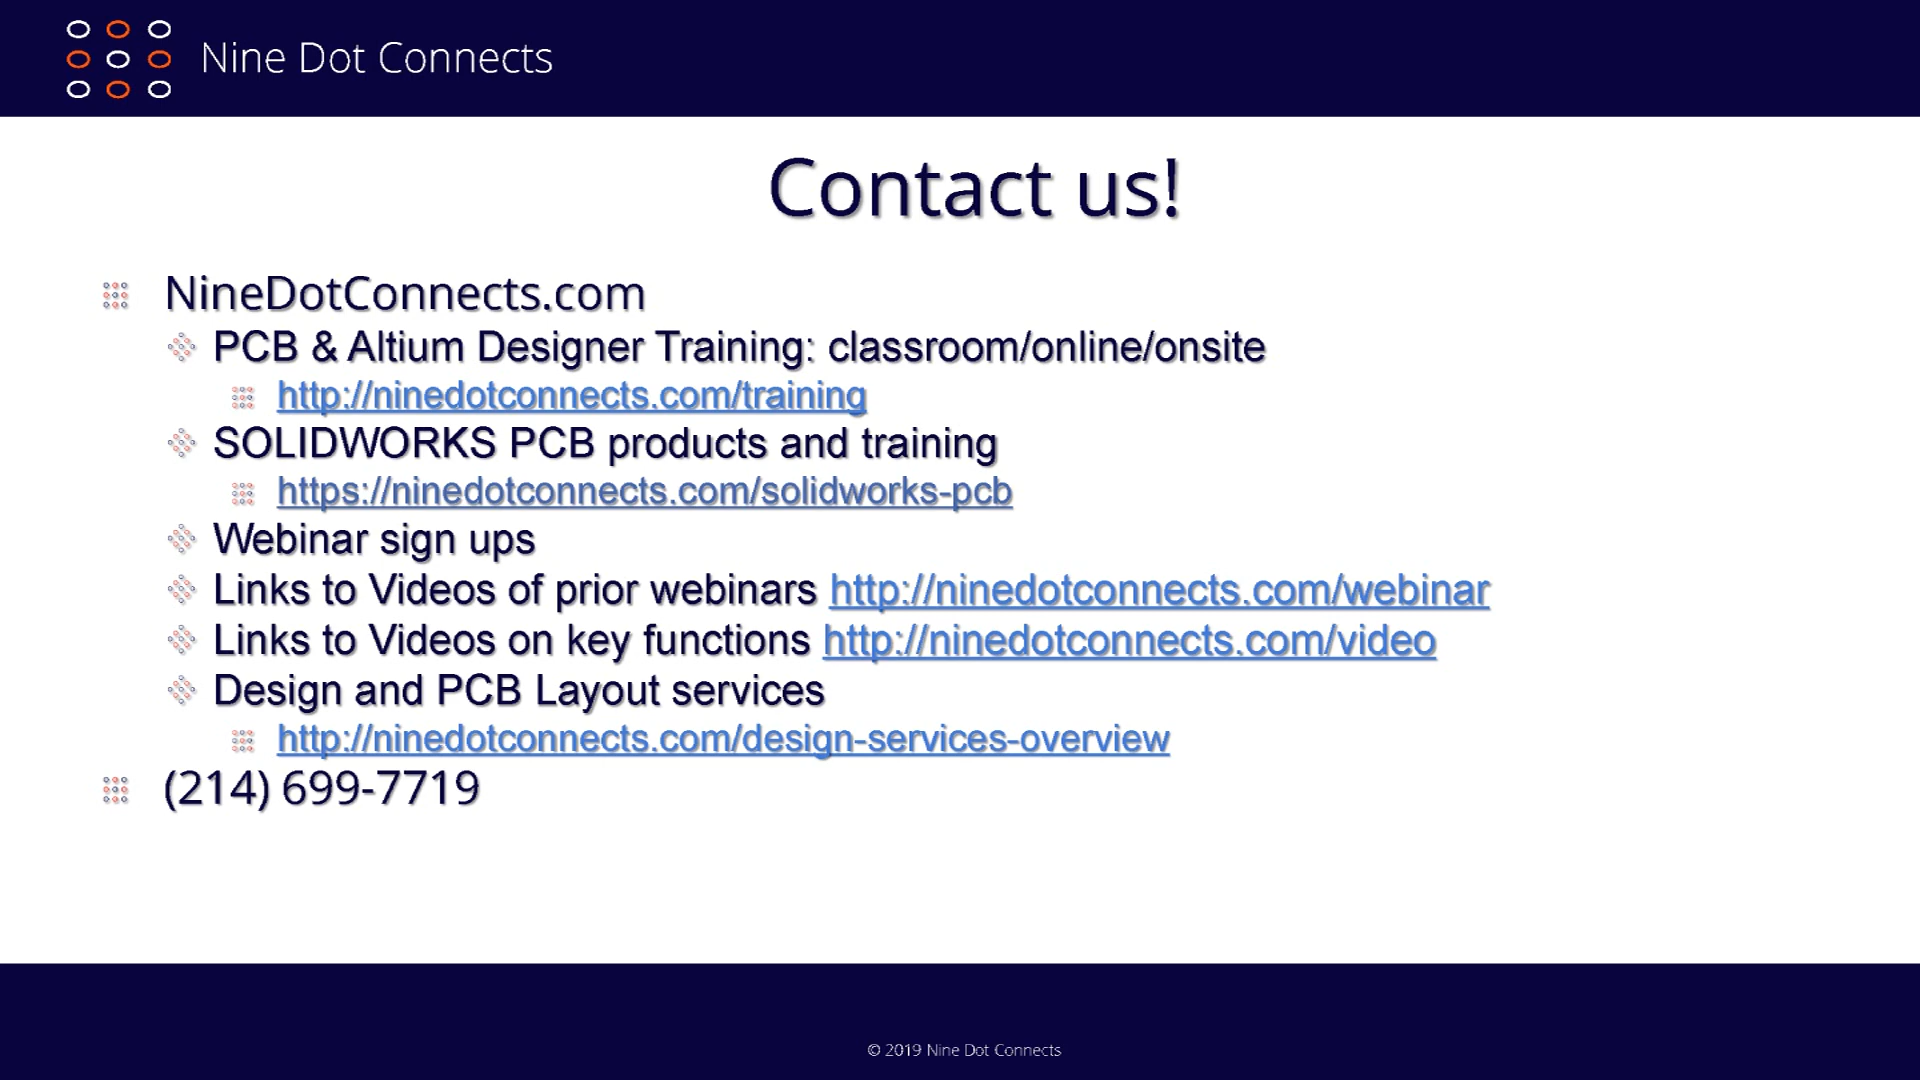 Nine Dot Connects
Contact us!
NineDotConnects.com
PCB & Altium Designer Training: classroom/online/onsite
http://ninedotconnects.com/training
SOLIDWORKS PCB products and training
https://ninedotconnects.com/solidworks-pcb
Webinar sign ups
Links to Videos of prior webinars http://ninedotconnects.com/webinar
Links to Videos on key functions http://ninedotconnects.com/video
Design and PCB Layout services
http://ninedotconnects.com/design-services-overview
(214) 699-7719
© 2019 Nine Dot Connects